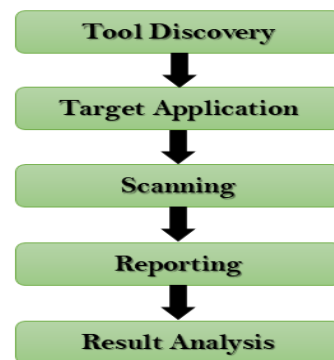 Tool Discovery
Target Application
Scanning
Reporting
Result Analysis